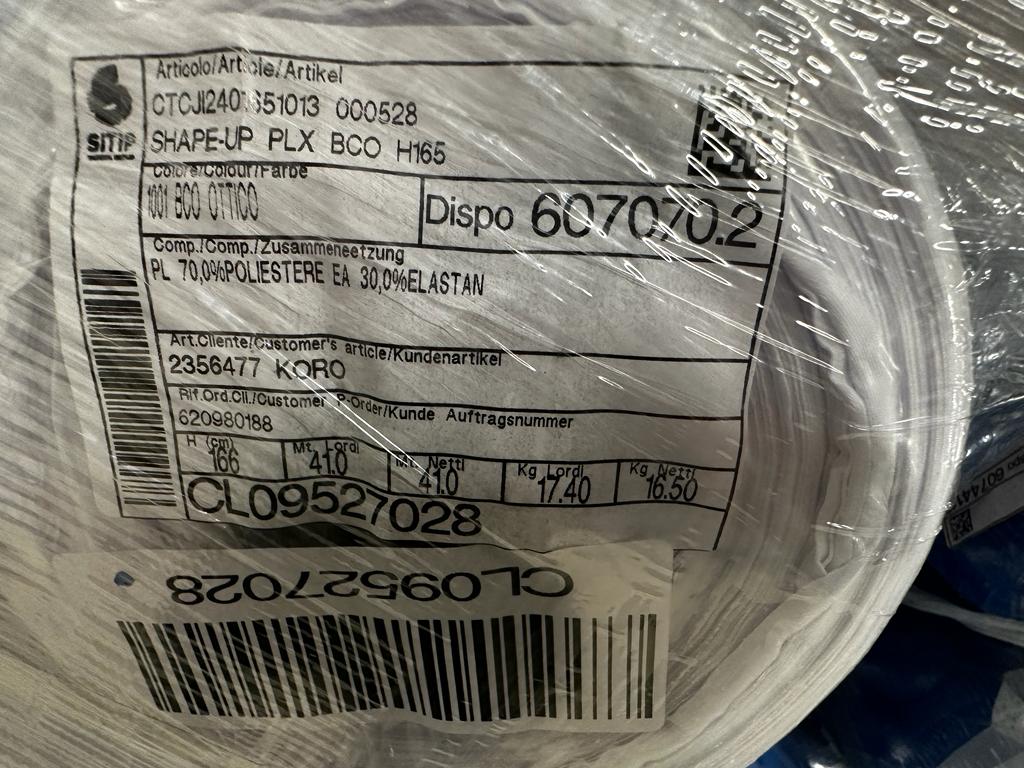 SITIP
Articolo/Article/Artikel
000528
SHAPE-UP PLX BCO H165
Colore/Colour/Farbe
1001 BCO OTTICO
Dispo 607070.2
Comp./Comp./Zusammeneetzung
PL 70,0%POLIESTERE EA 30,0%ELASTAN
Art.Cliente/Customer's article/Kundenartikel
2356477 KORO
Rif.Ord.Cli./Customer P-Order/Kunde Auftragsnummer
620980188
H (cm) Mt. Lordi Mt. Netti Kg Lordi Kg Netti
166 41.0 41.0 17.40 16.50
CL09527028
CL09527028